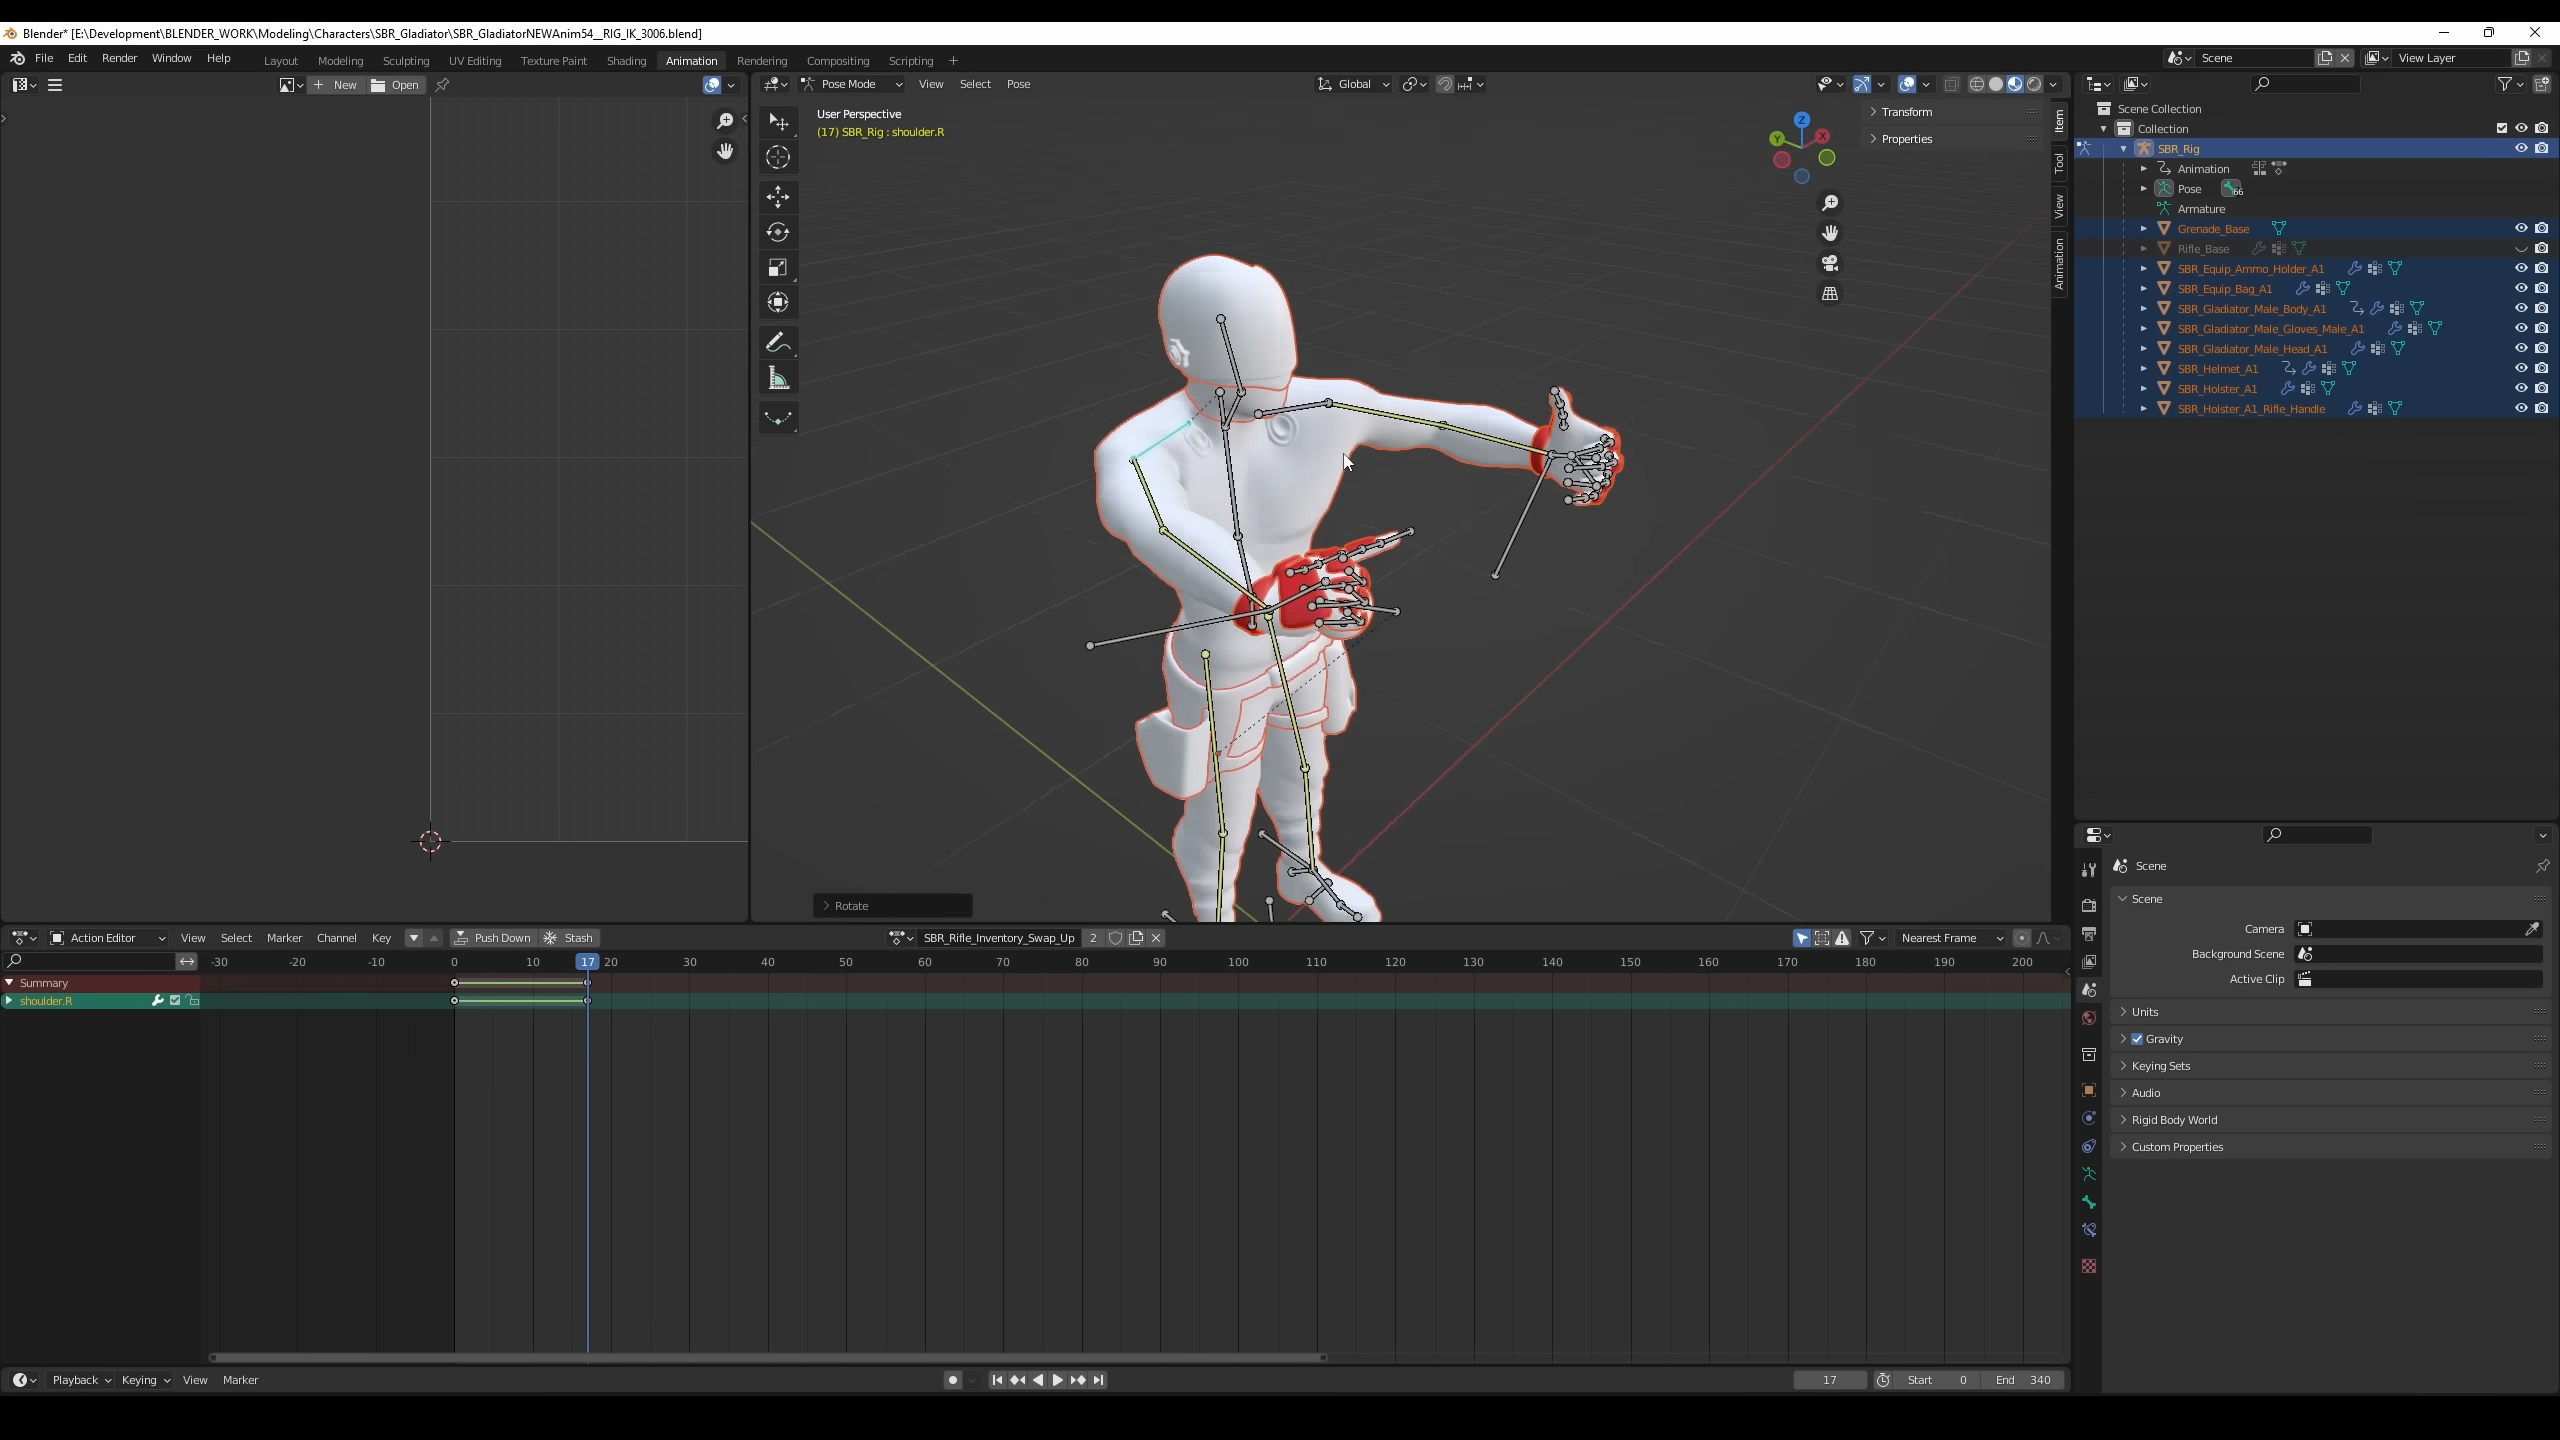 Blender* [E:\Development\BLENDER_WORK\Modeling\Characters\SBR_Gladiator\SBR_GladiatorNEWAnim54__RIG_IK_3006.blend]
File Edit Render Window Help Layout Modeling Sculpting UV Editing Texture Paint Shading Animation Rendering Compositing Scripting + Scene View Layer
New Open Pose Mode View Select Pose Global
User Perspective
(17) SBR_Rig : shoulder.R
Transform
Properties
Item
Tool
View
Animation
Z
Y
X
Rotate
Scene Collection
Collection
SBR_Rig
Animation
Pose 66
Armature
Grenade_Base
Rifle_Base
SBR_Equip_Ammo_Holder_A1
SBR_Equip_Bag_A1
SBR_Gladiator_Male_Body_A1
SBR_Gladiator_Male_Gloves_Male_A1
SBR_Gladiator_Male_Head_A1
SBR_Helmet_A1
SBR_Holster_A1
SBR_Holster_A1_Rifle_Handle
Scene
Scene
Camera
Background Scene
Active Clip
Units
Gravity
Keying Sets
Audio
Rigid Body World
Custom Properties
Action Editor View Select Marker Channel Key Push Down Stash SBR_Rifle_Inventory_Swap_Up 2 Nearest Frame
-30 -20 -10 0 10 17 20 30 40 50 60 70 80 90 100 110 120 130 140 150 160 170 180 190 200
Summary
shoulder.R
Playback Keying View Marker 17 Start 0 End 340